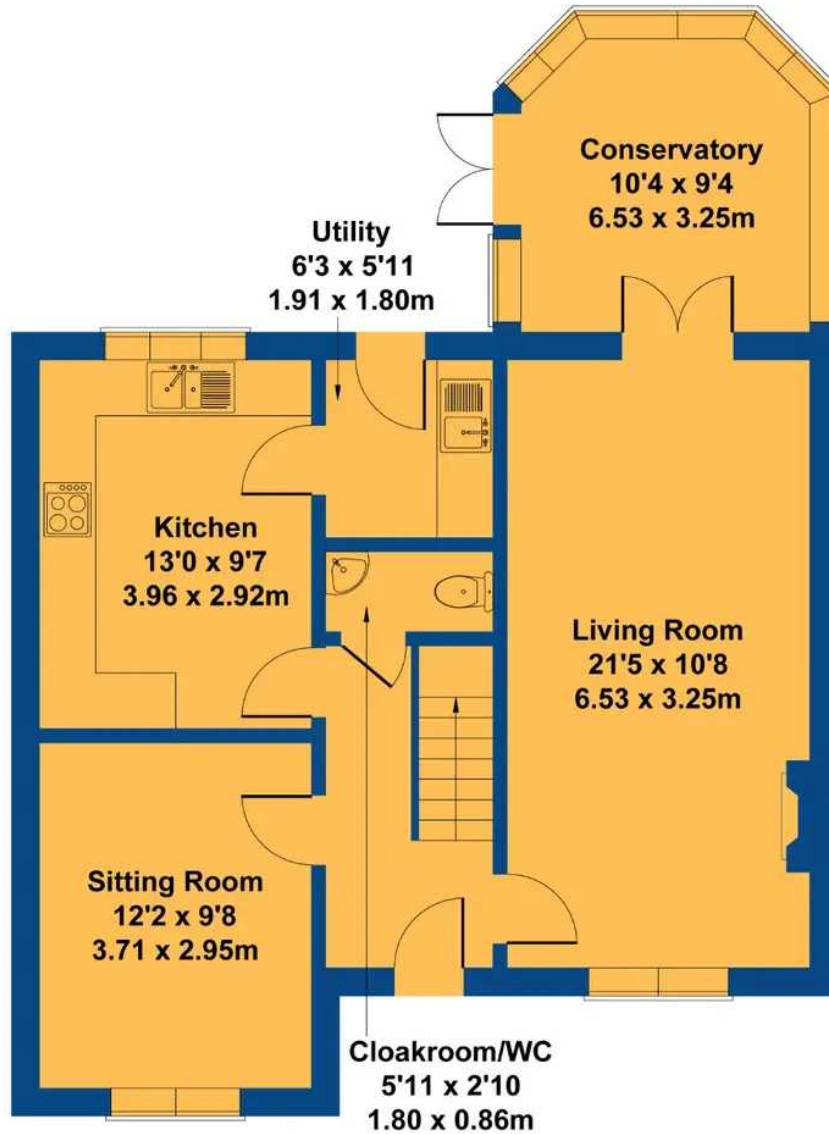 Conservatory
10'4 x 9'4
6.53 x 3.25m
Utility
6'3 x 5'11
1.91 x 1.80m
Kitchen
13'0 x 9'7
3.96 x 2.92m
Living Room
21'5 x 10'8
6.53 x 3.25m
Sitting Room
12'2 x 9'8
3.71 x 2.95m
Cloakroom/WC
5'11 x 2'10
1.80 x 0.86m